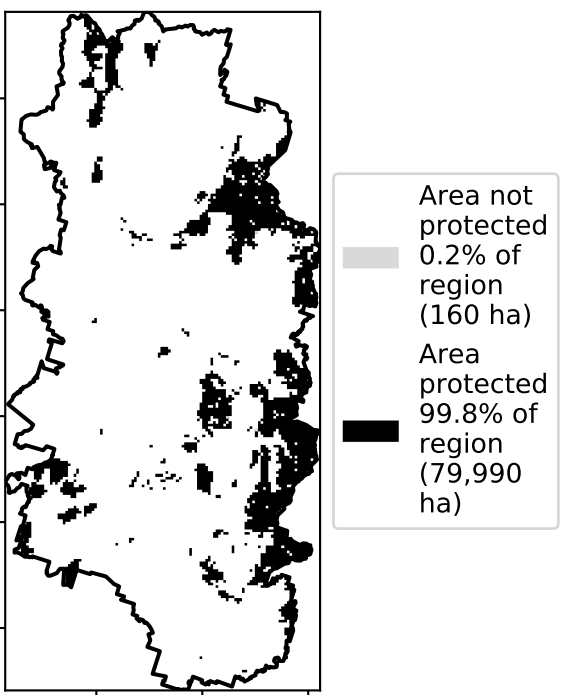 Area not
protected
0.2% of
region
(160 ha)
Area
protected
99.8% of
region
(79,990
ha)